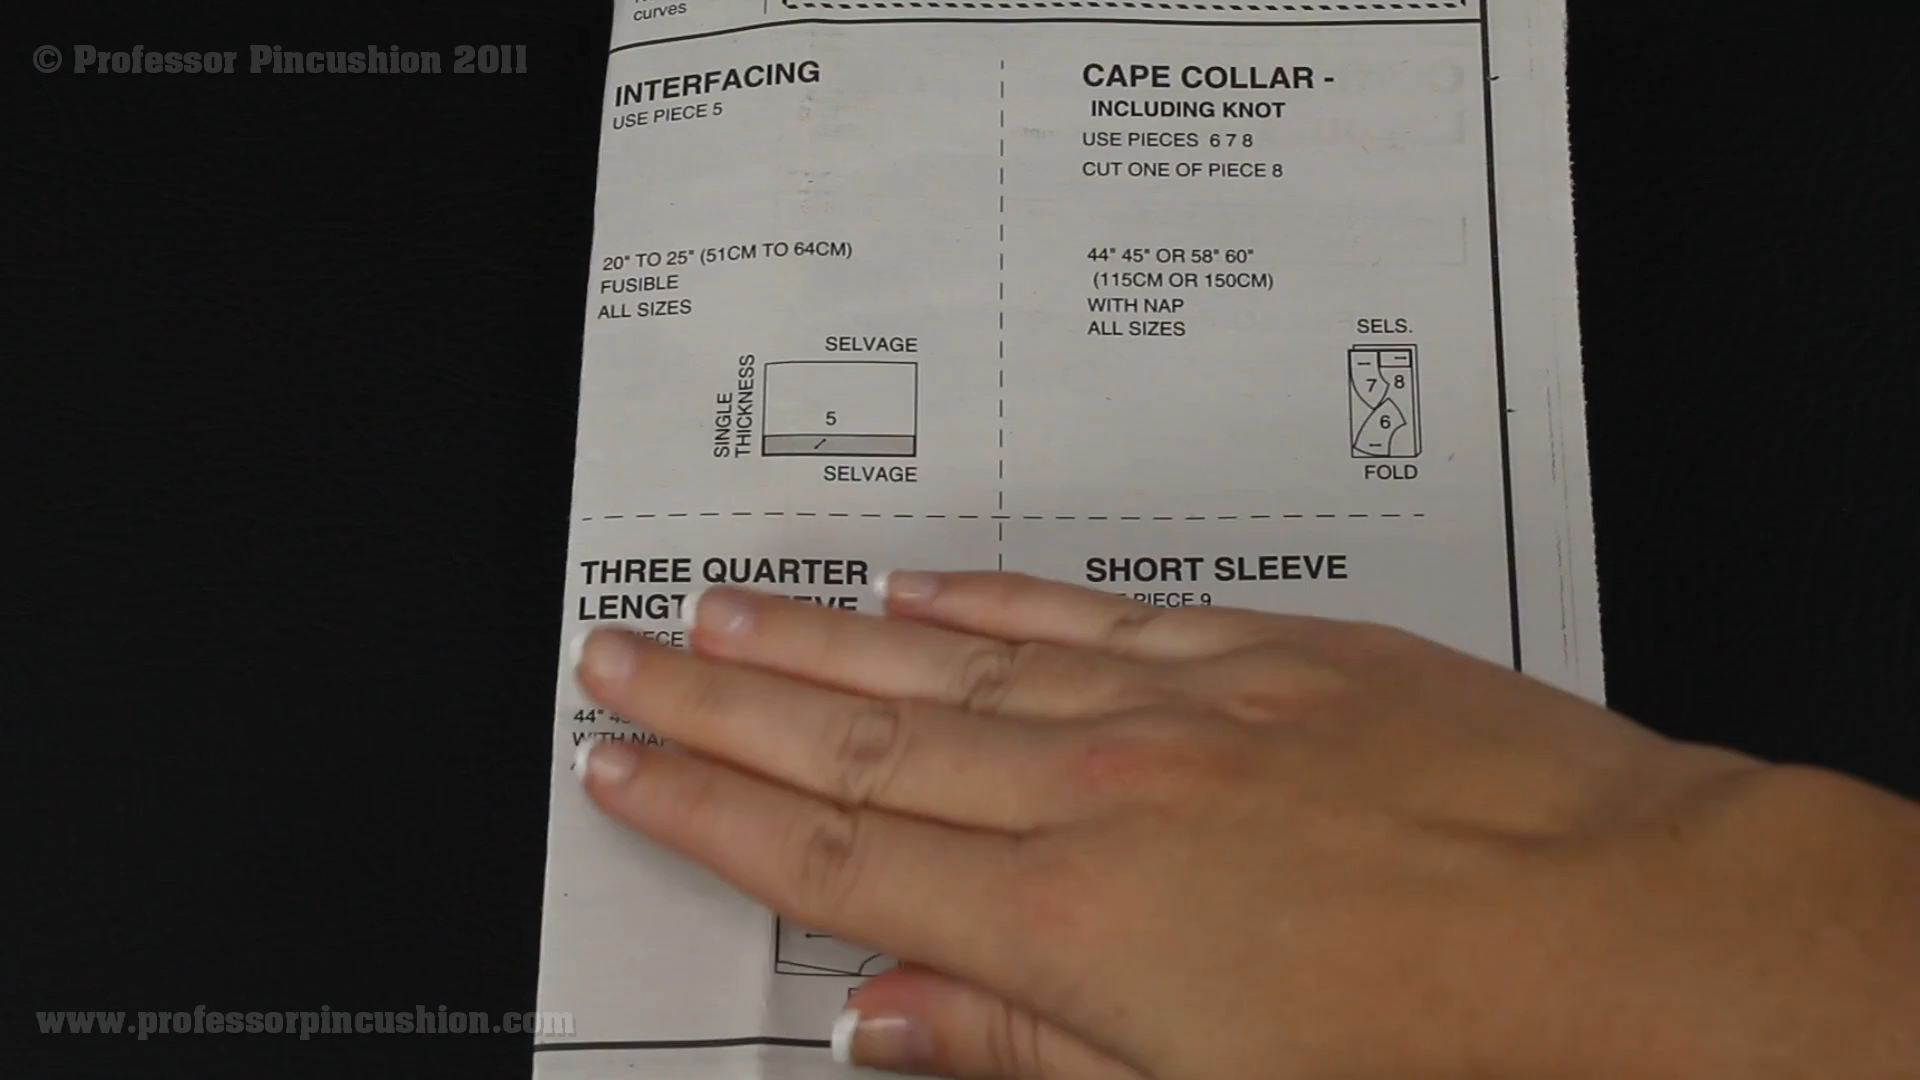 © Professor Pincushion 2011
curves
INTERFACING
USE PIECE 5
20" TO 25" (51CM TO 64CM)
FUSIBLE
ALL SIZES
SELVAGE
SINGLE
THICKNESS
5
SELVAGE
CAPE COLLAR -
INCLUDING KNOT
USE PIECES 6 7 8
CUT ONE OF PIECE 8
44" 45" OR 58" 60"
(115CM OR 150CM)
WITH NAP
ALL SIZES
SELS.
7 8
6
FOLD
THREE QUARTER
44"
WITH NAP
SHORT SLEEVE
PIECE 9
www.professorpincushion.com